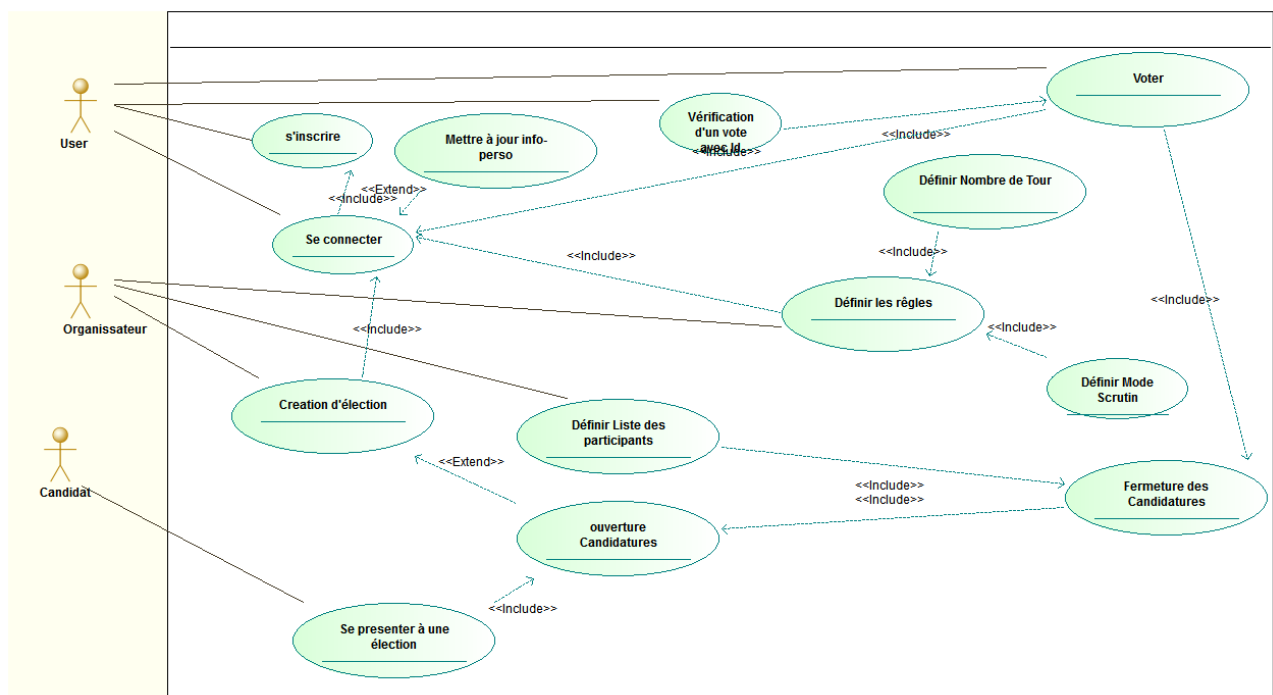 Voter
User
s'inscrire
Mettre à jour info-
perso
Vérification
d'un vote
avec Id
<<Include>>
<<Include>>
Définir Nombre de Tour
<<Extend>>
<<Include>>
Se connecter
<<Include>>
<<Include>>
Organissateur
Définir les rêgles
<<Include>>
<<Include>>
<<Include>>
Définir Mode
Scrutin
Creation d'élection
Définir Liste des
participants
<<Extend>>
Candidat
<<Include>>
<<Include>>
Fermeture des
Candidatures
ouverture
Candidatures
<<Include>>
Se presenter à une
élection